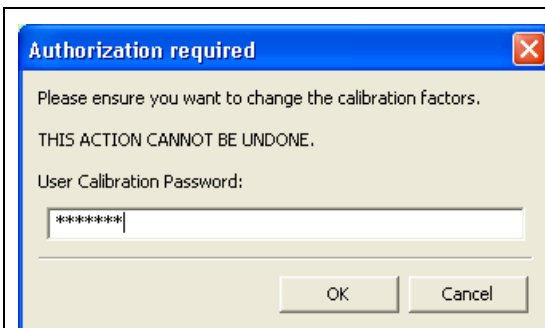 Authorization required
Please ensure you want to change the calibration factors.
THIS ACTION CANNOT BE UNDONE.
User Calibration Password:
*******
OK Cancel